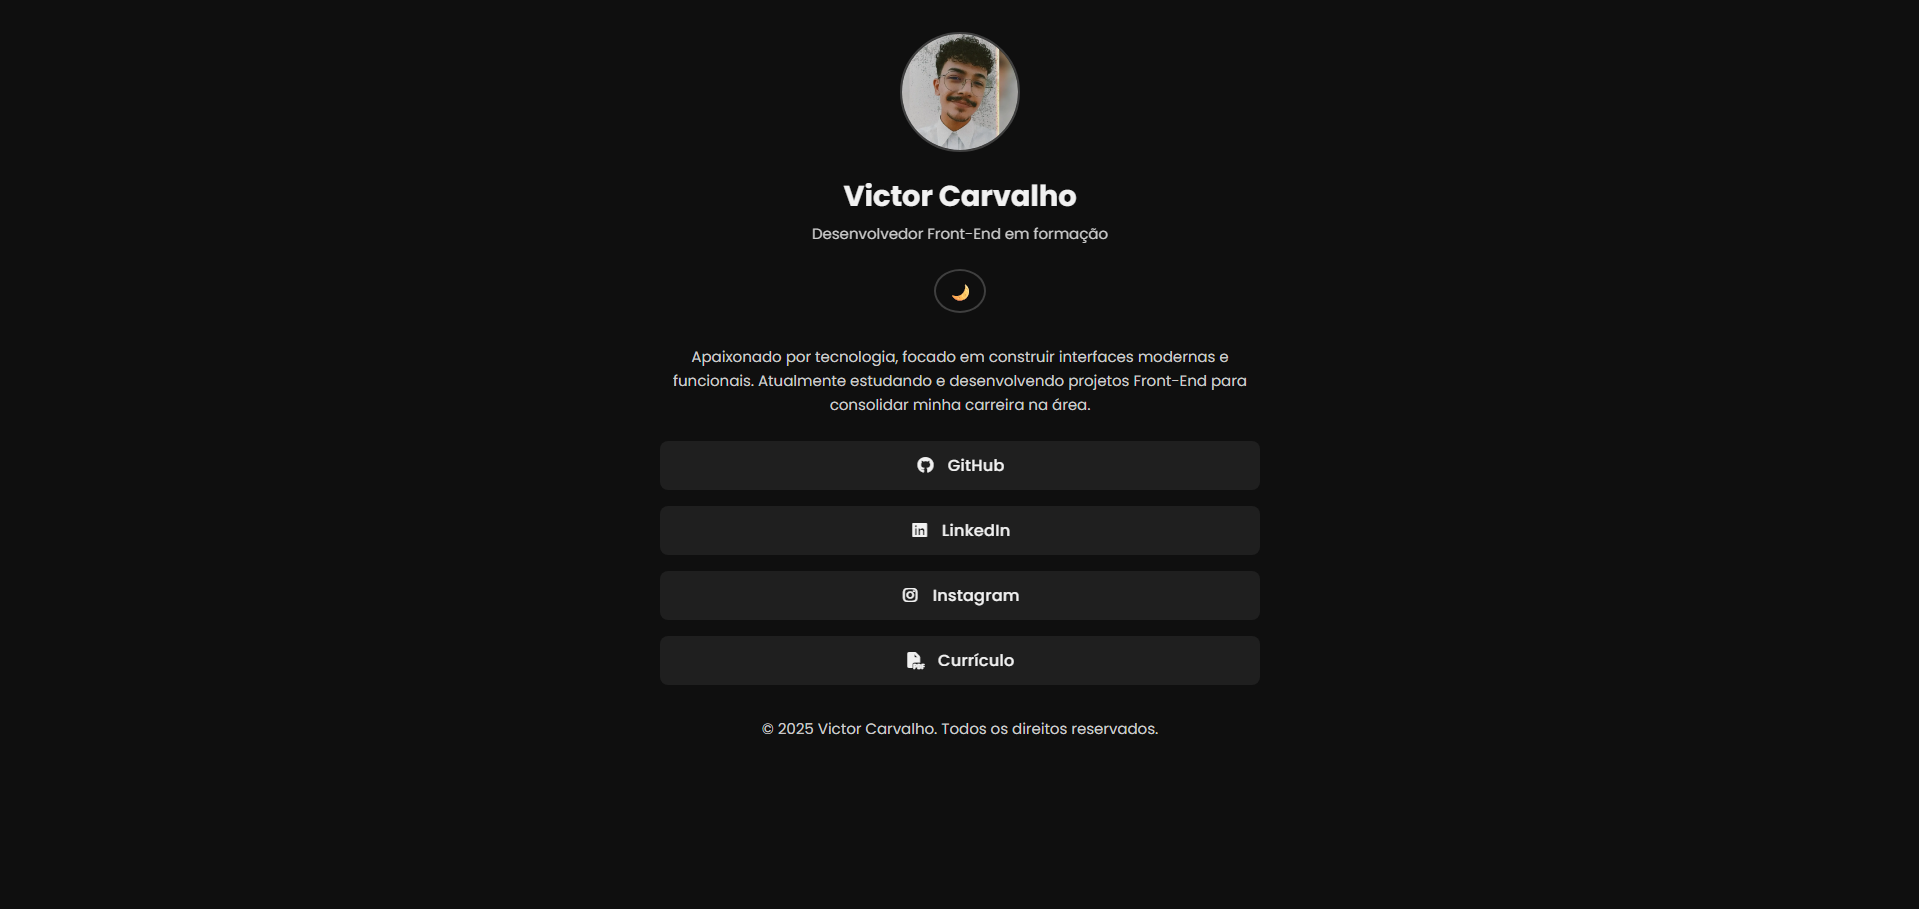 Victor Carvalho
Desenvolvedor Front-End em formação
Apaixonado por tecnologia, focado em construir interfaces modernas e
funcionais. Atualmente estudando e desenvolvendo projetos Front-End para
consolidar minha carreira na área.
GitHub
LinkedIn
Instagram
Currículo
© 2025 Victor Carvalho. Todos os direitos reservados.